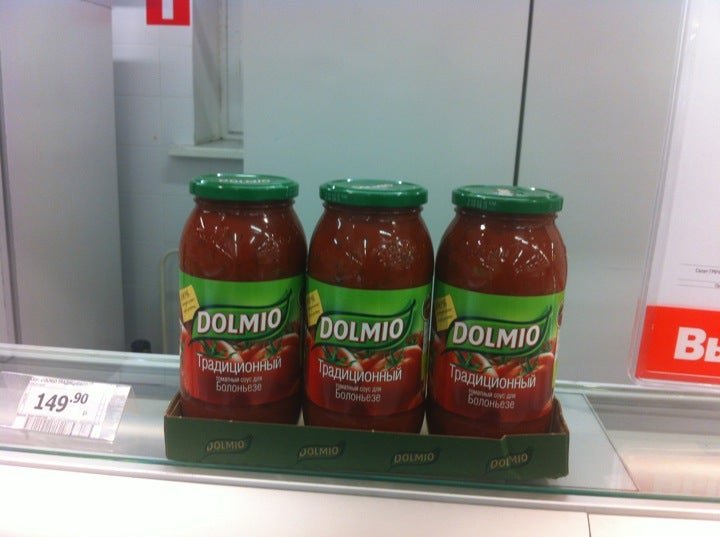 DOLMIO
149.90
DOLMIO
Традиционный
томатный соус для
Болоньезе
DOLMIO
Традиционный
томатный соус для
Болоньезе
DOLMIO
Традиционный
томатный соус для
Болоньезе
Вы
DOLMIO
DOLMIO
DOLMIO
DOLMIO